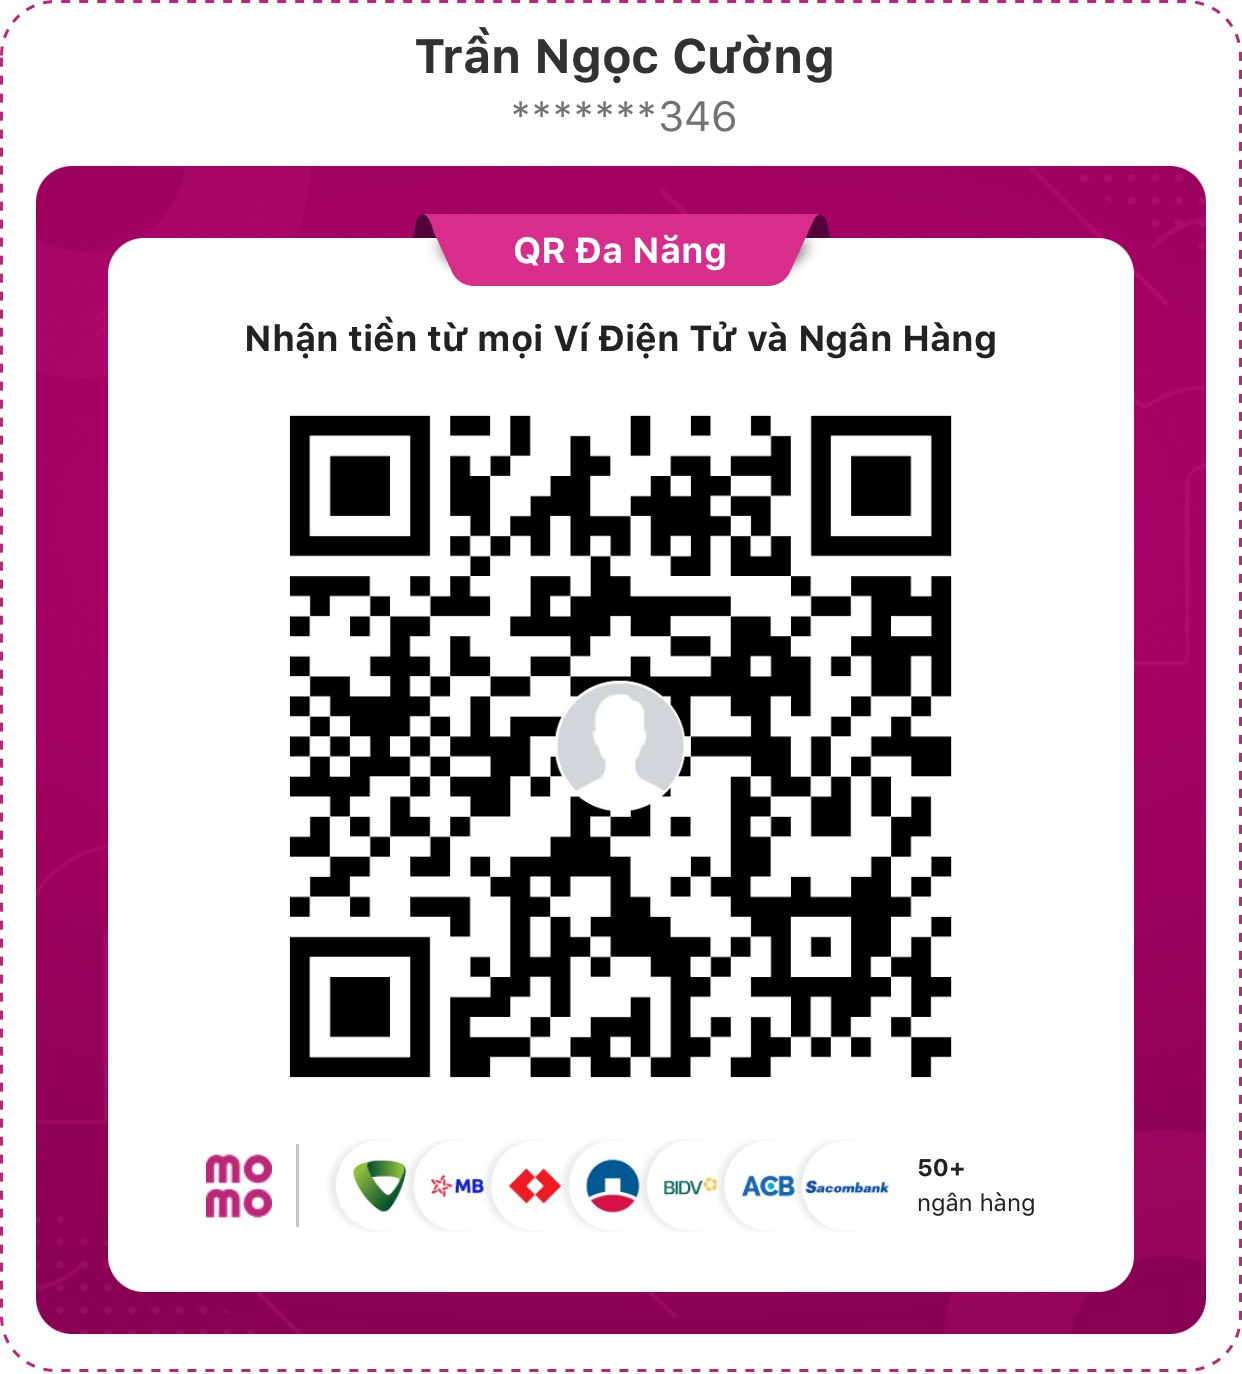 Trần Ngọc Cường
*******346
QR Đa Năng
Nhận tiền từ mọi Ví Điện Tử và Ngân Hàng
mo
mo
MB
BIDV
ACB
Sacombank
50+
ngân hàng